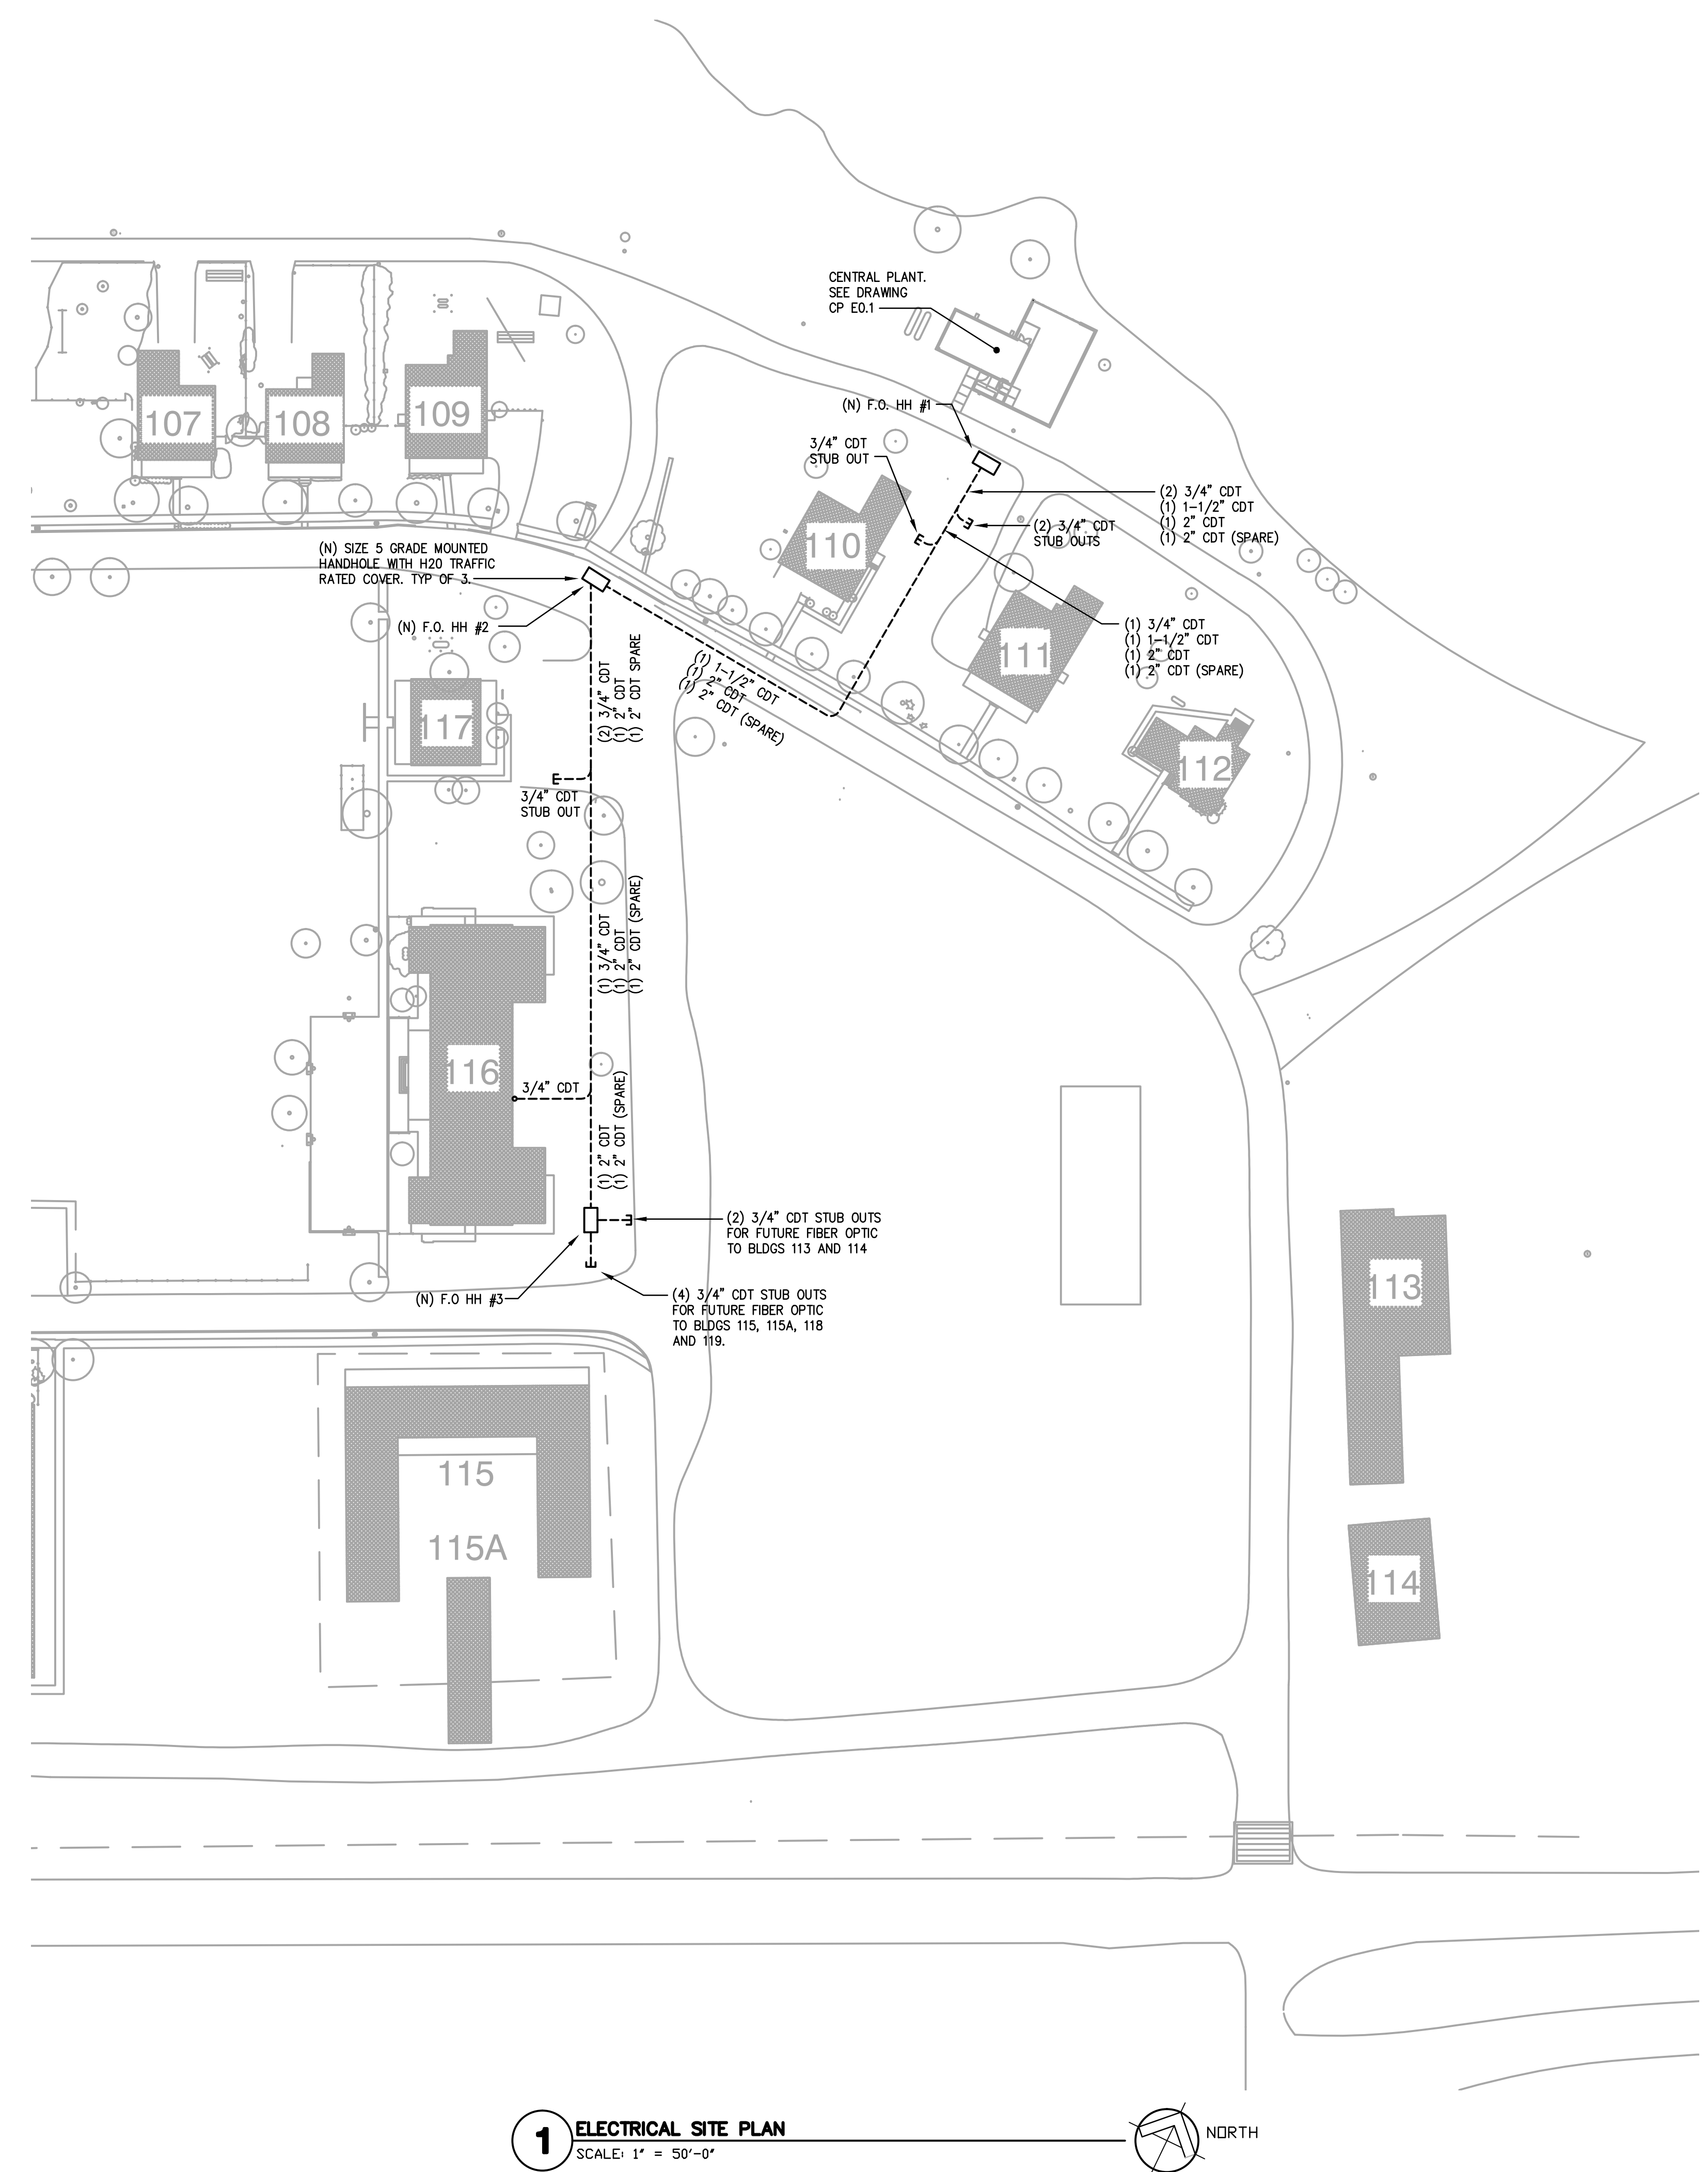 CENTRAL PLANT.
SEE DRAWING
CP E0.1
107
108
109
(N) F.O. HH #1
3/4" CDT
STUB OUT
(2) 3/4" CDT
(1) 1-1/2" CDT
(1) 2" CDT
(1) 2" CDT (SPARE)
(2) 3/4" CDT
STUB OUTS
110
(N) SIZE 5 GRADE MOUNTED
HANDHOLE WITH H20 TRAFFIC
RATED COVER. TYP OF 3.
(N) F.O. HH #2
(1) 3/4" CDT
(1) 1-1/2" CDT
(1) 2" CDT
(1) 2" CDT (SPARE)
111
(2) 3/4" CDT
(1) 2" CDT
(1) 2" CDT SPARE
(1) 1-1/2" CDT
(1) 2" CDT
(1) 2" CDT (SPARE)
117
112
3/4" CDT
STUB OUT
(1) 3/4" CDT
(1) 2" CDT
(1) 2" CDT (SPARE)
116
3/4" CDT
(1) 2" CDT
(1) 2" CDT (SPARE)
(2) 3/4" CDT STUB OUTS
FOR FUTURE FIBER OPTIC
TO BLDGS 113 AND 114
(N) F.O HH #3
(4) 3/4" CDT STUB OUTS
FOR FUTURE FIBER OPTIC
TO BLDGS 115, 115A, 118
AND 119.
113
115
115A
114
1
ELECTRICAL SITE PLAN
SCALE: 1" = 50'-0"
NORTH